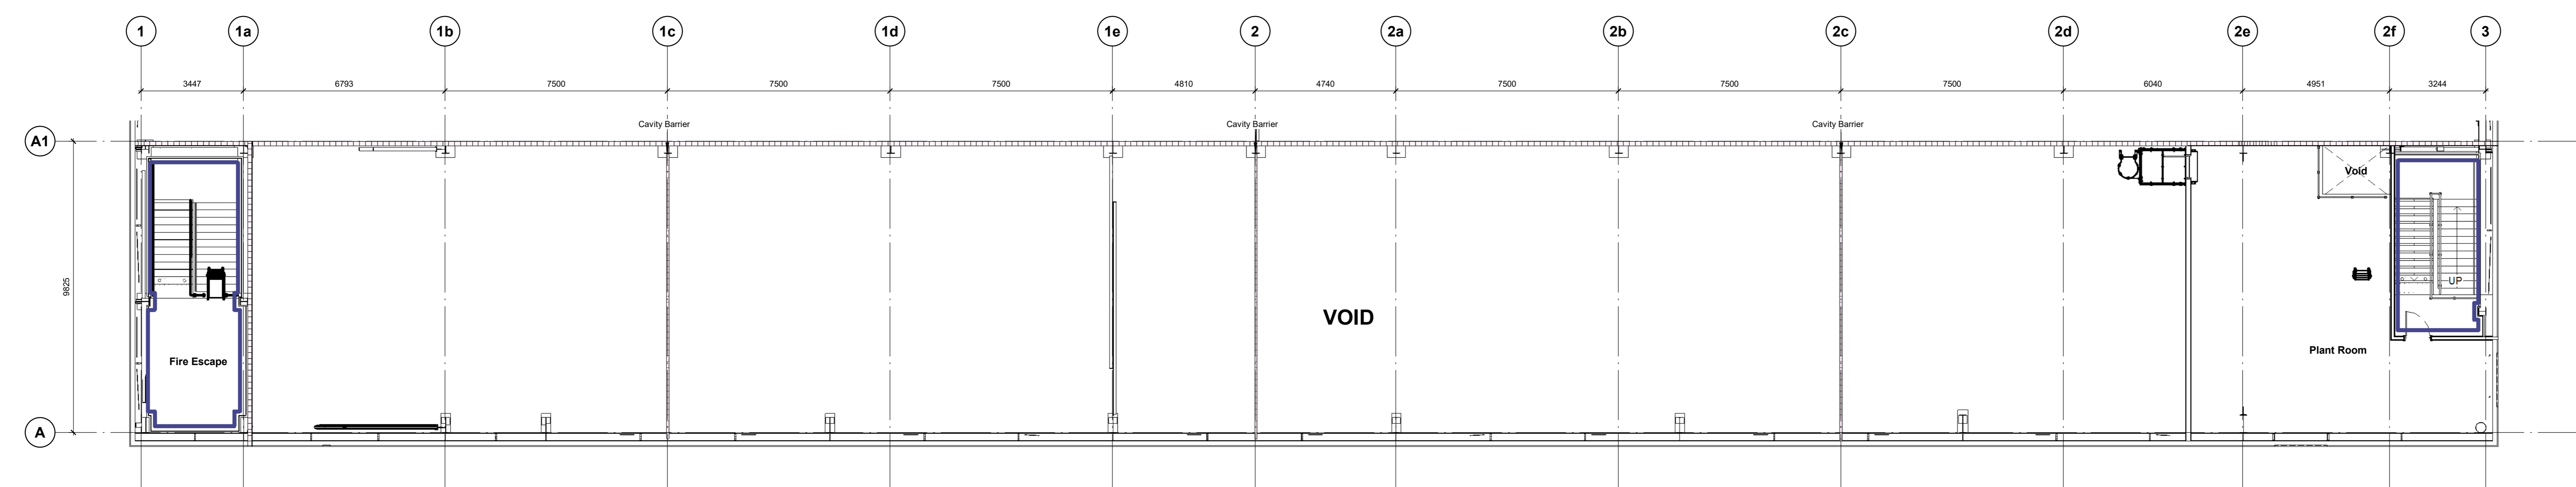 1 1a 1b 1c 1d 1e 2 2a 2b 2c 2d 2e 2f 3
3447 6793 7500 7500 7500 4810 4740 7500 7500 7500 6040 4951 3244
Cavity Barrier Cavity Barrier Cavity Barrier
A1
Void
9825
UP
VOID
Plant Room
Fire Escape
A